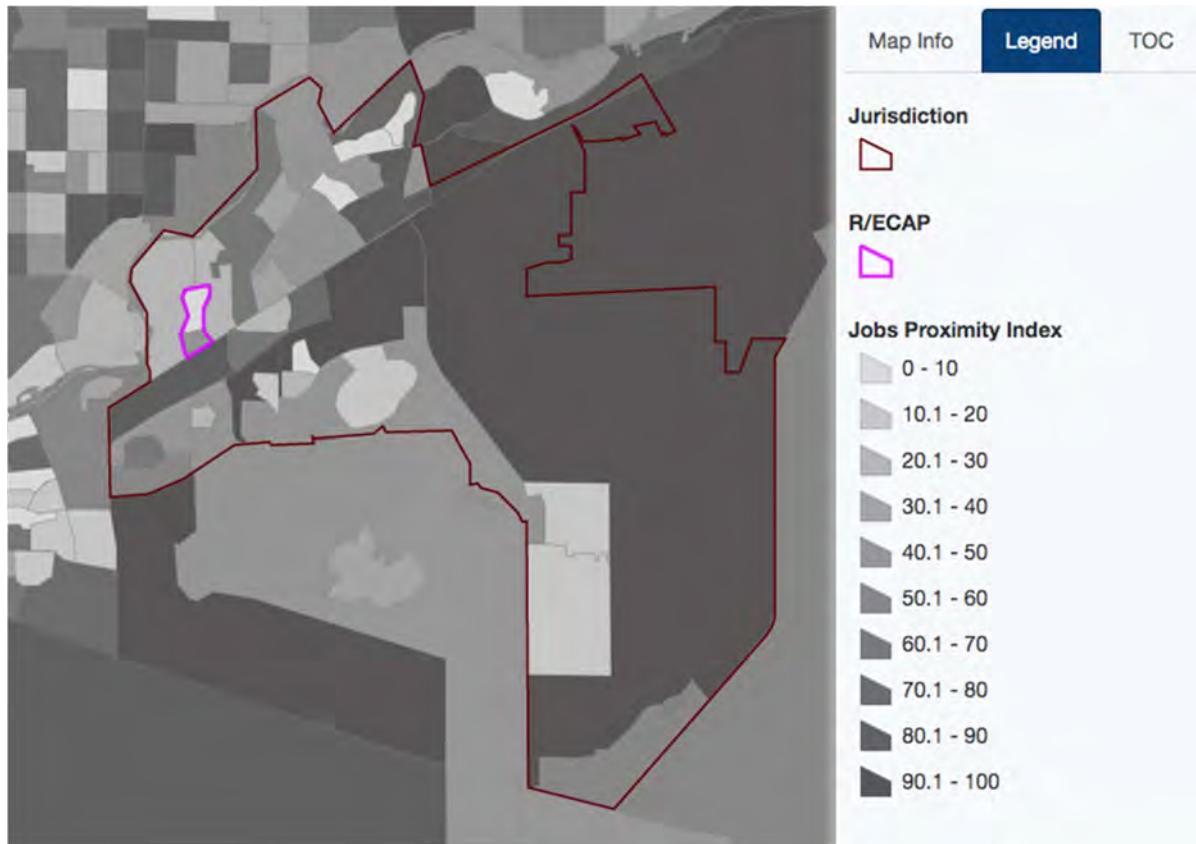 Map Info Legend TOC
Jurisdiction
R/ECAP
Jobs Proximity Index
0 - 10
10.1 - 20
20.1 - 30
30.1 - 40
40.1 - 50
50.1 - 60
60.1 - 70
70.1 - 80
80.1 - 90
90.1 - 100